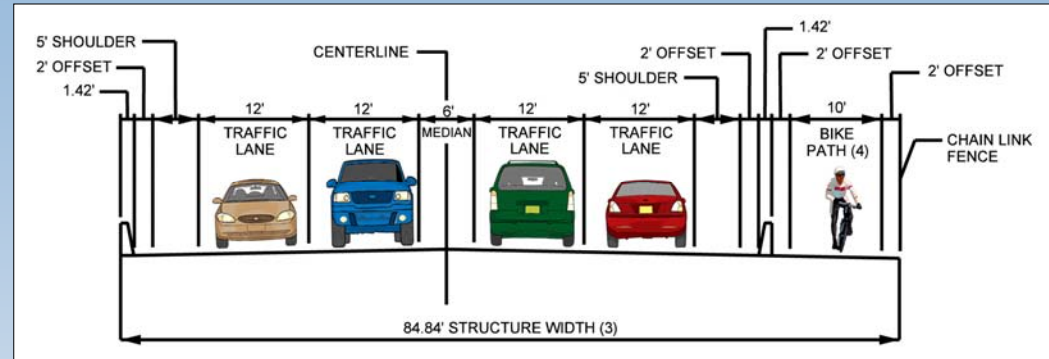 1.42'
5' SHOULDER
CENTERLINE
2' OFFSET
2' OFFSET
2' OFFSET
5' SHOULDER
2' OFFSET
1.42'
12'
12'
6'
12'
12'
10'
TRAFFIC
LANE
TRAFFIC
LANE
MEDIAN
TRAFFIC
LANE
TRAFFIC
LANE
BIKE
PATH (4)
CHAIN LINK
FENCE
84.84' STRUCTURE WIDTH (3)